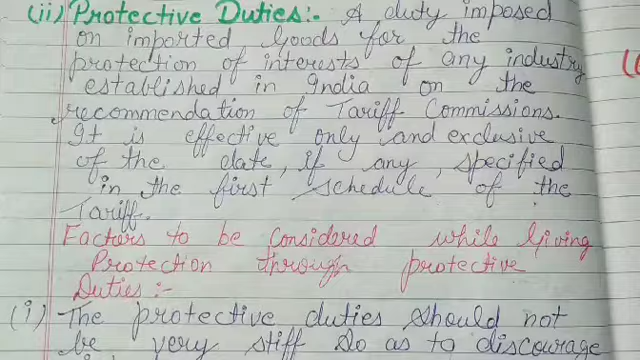 (ii) Protective Duties:- A duty imposed
on imported Goods for the
protection of interests of any industry
established in India on the
recommendation of Tariff Commissions.
It is effective only and exclusive
of the date, if any, specified
in the first schedule of the
Tariff.
Factors to be Considered while Giving
Protection through protective
Duties:-
(i) The protective duties should not
be very stiff so as to discourage